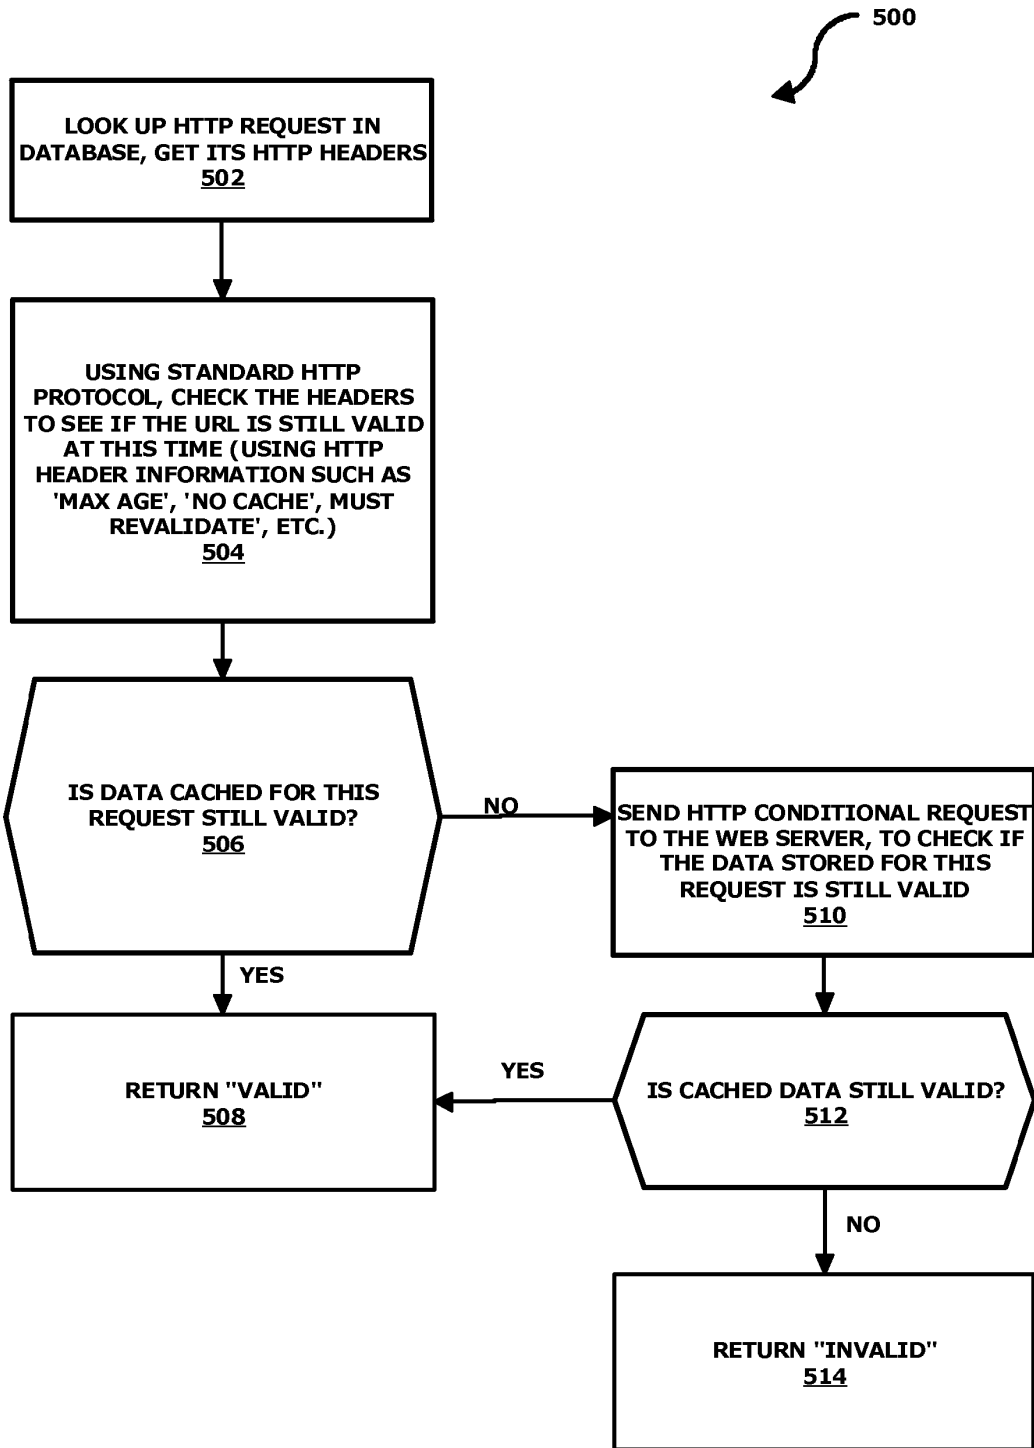 500
LOOK UP HTTP REQUEST IN
DATABASE, GET ITS HTTP HEADERS
502
USING STANDARD HTTP
PROTOCOL, CHECK THE HEADERS
TO SEE IF THE URL IS STILL VALID
AT THIS TIME (USING HTTP
HEADER INFORMATION SUCH AS
'MAX AGE', 'NO CACHE', MUST
REVALIDATE', ETC.)
504
IS DATA CACHED FOR THIS
REQUEST STILL VALID?
506
NO
SEND HTTP CONDITIONAL REQUEST
TO THE WEB SERVER, TO CHECK IF
THE DATA STORED FOR THIS
REQUEST IS STILL VALID
510
YES
RETURN "VALID"
508
YES
IS CACHED DATA STILL VALID?
512
NO
RETURN "INVALID"
514